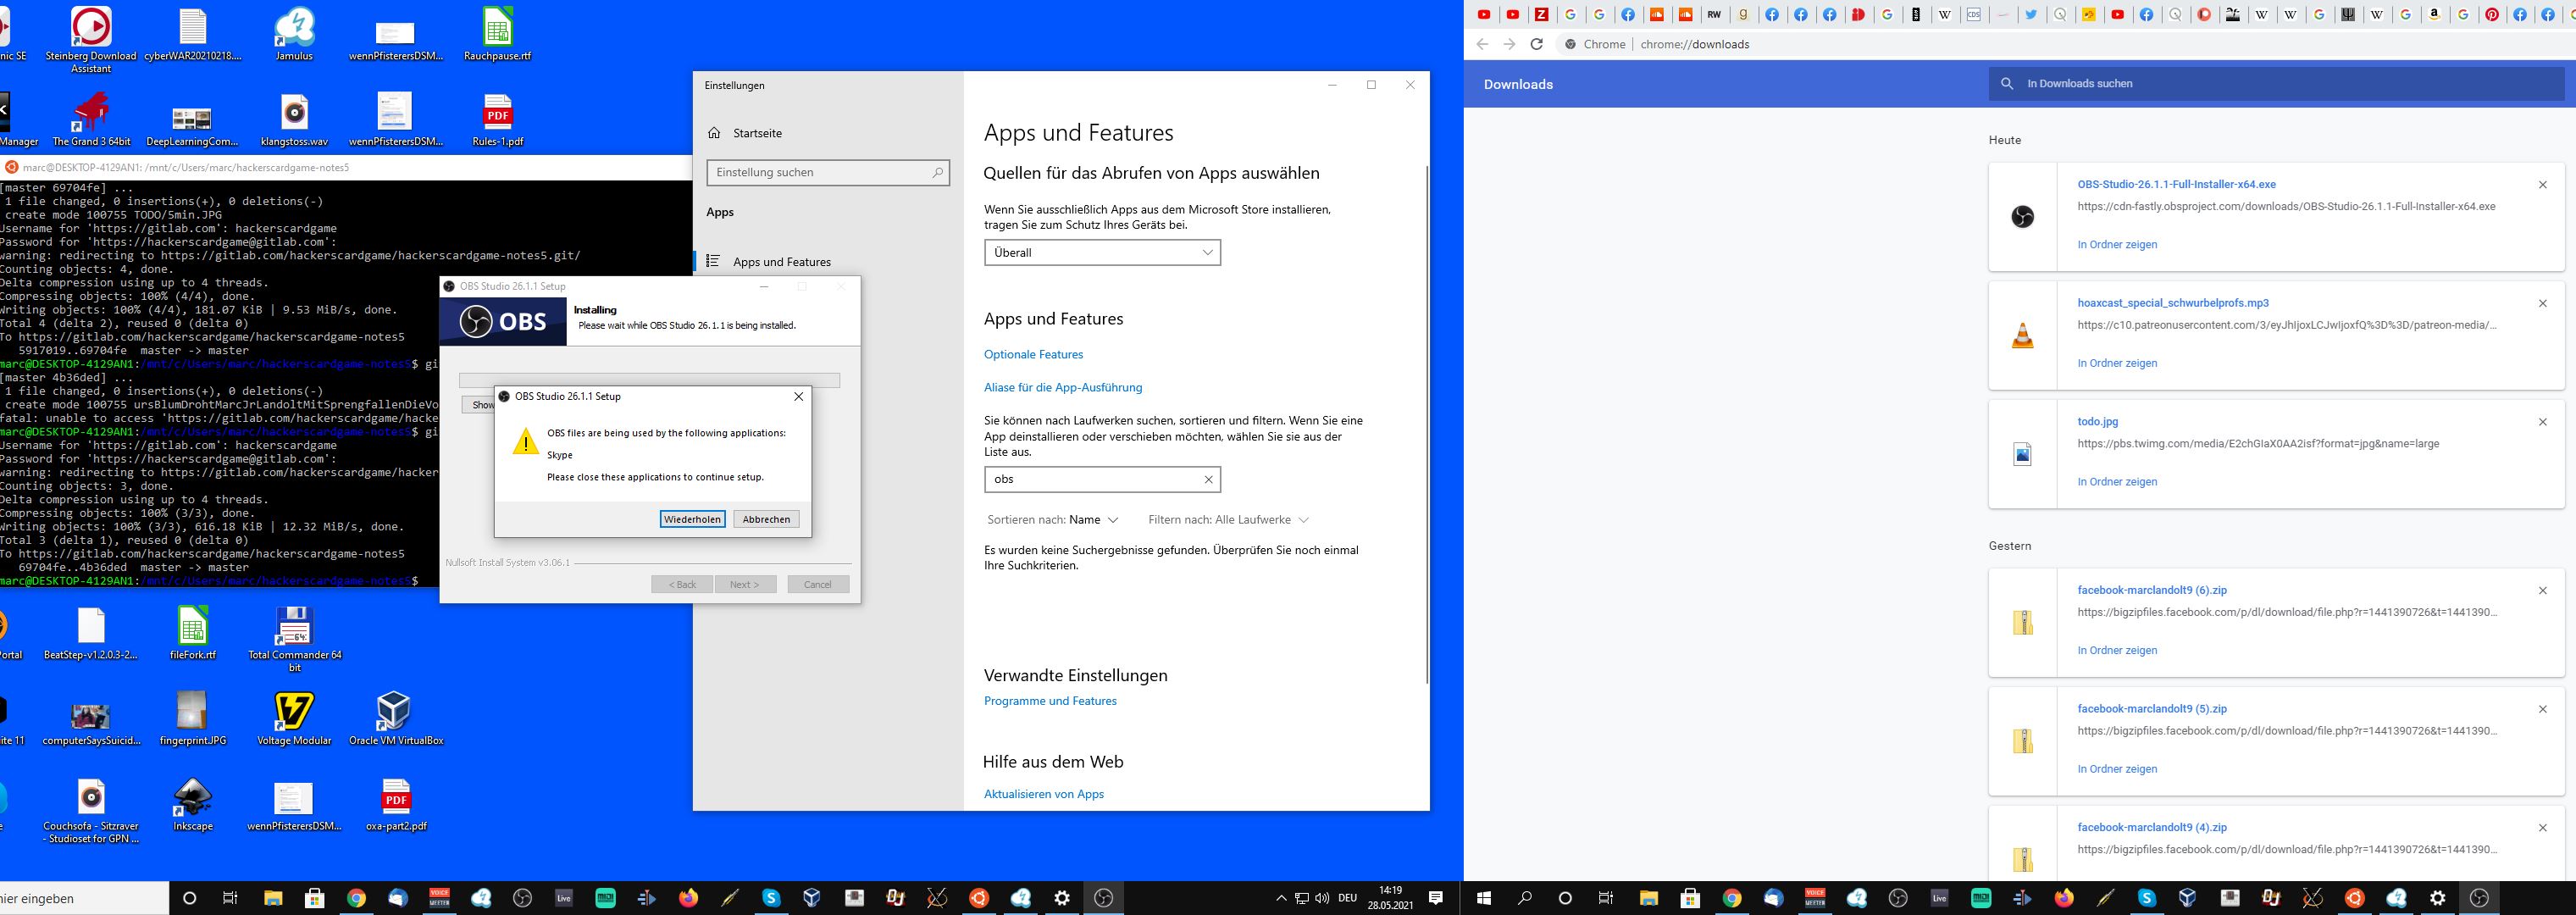 nic SE
Steinberg Download
Assistant
cyberWAR20210218....
Jamulus
wennPfisterersDSM...
Rauchpause.rtf
Manager
The Grand 3 64bit
DeepLearningCom...
klangstoss.wav
wennPfisterersDSM...
PDF
Rules-1.pdf
marc@DESKTOP-4129AN1: /mnt/c/Users/marc/hackerscardgame-notes5
[master 69704fe] ...
1 file changed, 0 insertions(+), 0 deletions(-)
create mode 100755 TODO/5min.JPG
Username for 'https://gitlab.com': hackerscardgame
Password for 'https://hackerscardgame@gitlab.com':
warning: redirecting to https://gitlab.com/hackerscardgame/hackerscardgame-notes5.git/
Counting objects: 4, done.
Delta compression using up to 4 threads.
Compressing objects: 100% (4/4), done.
Writing objects: 100% (4/4), 181.07 KiB | 9.53 MiB/s, done.
Total 4 (delta 2), reused 0 (delta 0)
To https://gitlab.com/hackerscardgame/hackerscardgame-notes5
5917019..69704fe master -> master
marc@DESKTOP-4129AN1:/mnt/c/Users/marc/hackerscardgame-notes5$ gi
[master 4b36ded] ...
1 file changed, 0 insertions(+), 0 deletions(-)
create mode 100755 ursBlumDrohtMarcJrLandoltMitSprengfallenDieVo
fatal: unable to access 'https://gitlab.com/hackerscardgame/hackerscardgame-
marc@DESKTOP-4129AN1:/mnt/c/Users/marc/hackerscardgame-notes5$ gi
Username for 'https://gitlab.com': hackerscardgame
Password for 'https://hackerscardgame@gitlab.com':
warning: redirecting to https://gitlab.com/hackerscardgame/hacker
Counting objects: 3, done.
Delta compression using up to 4 threads.
Compressing objects: 100% (3/3), done.
Writing objects: 100% (3/3), 616.18 KiB | 12.32 MiB/s, done.
Total 3 (delta 1), reused 0 (delta 0)
To https://gitlab.com/hackerscardgame/hackerscardgame-notes5
69704fe..4b36ded master -> master
marc@DESKTOP-4129AN1:/mnt/c/Users/marc/hackerscardgame-notes5$
Portal
BeatStep-v1.2.0.3-2...
fileFork.rtf
Total Commander 64
bit
ite 11
computerSaysSuicid...
fingerprint.JPG
Voltage Modular
Oracle VM VirtualBox
e
Couchsofa - Sitzraver
- Studioset for GPN ...
Inkscape
wennPfisterersDSM...
PDF
oxa-part2.pdf
OBS Studio 26.1.1 Setup
OBS
Installing
Please wait while OBS Studio 26.1.1 is being installed.
Show
OBS Studio 26.1.1 Setup
OBS files are being used by the following applications:
Skype
Please close these applications to continue setup.
Wiederholen
Abbrechen
Nullsoft Install System v3.06.1
< Back
Next >
Cancel
Einstellungen
Startseite
Einstellung suchen
Apps
Apps und Features
Apps und Features
Quellen für das Abrufen von Apps auswählen
Wenn Sie ausschließlich Apps aus dem Microsoft Store installieren,
tragen Sie zum Schutz Ihres Geräts bei.
Überall
Apps und Features
Optionale Features
Aliase für die App-Ausführung
Sie können nach Laufwerken suchen, sortieren und filtern. Wenn Sie eine
App deinstallieren oder verschieben möchten, wählen Sie sie aus der
Liste aus.
obs
Sortieren nach: Name
Filtern nach: Alle Laufwerke
Es wurden keine Suchergebnisse gefunden. Überprüfen Sie noch einmal
Ihre Suchkriterien.
Verwandte Einstellungen
Programme und Features
Hilfe aus dem Web
Aktualisieren von Apps
RW
CDS
Chrome | chrome://downloads
Downloads
In Downloads suchen
Heute
OBS-Studio-26.1.1-Full-Installer-x64.exe
https://cdn-fastly.obsproject.com/downloads/OBS-Studio-26.1.1-Full-Installer-x64.exe
In Ordner zeigen
hoaxcast_special_schwurbelprofs.mp3
https://c10.patreonusercontent.com/3/eyJhIjoxLCJwIjoxfQ%3D%3D/patreon-media/...
In Ordner zeigen
todo.jpg
https://pbs.twimg.com/media/E2chGIaX0AA2isf?format=jpg&name=large
In Ordner zeigen
Gestern
facebook-marclandolt9 (6).zip
https://bigzipfiles.facebook.com/p/dl/download/file.php?r=1441390726&t=1441390...
In Ordner zeigen
facebook-marclandolt9 (5).zip
https://bigzipfiles.facebook.com/p/dl/download/file.php?r=1441390726&t=1441390...
In Ordner zeigen
facebook-marclandolt9 (4).zip
https://bigzipfiles.facebook.com/p/dl/download/file.php?r=1441390726&t=1441390...
hier eingeben
VOICE
MEETER
Live
DEU
14:19
28.05.2021
VOICE
MEETER
Live